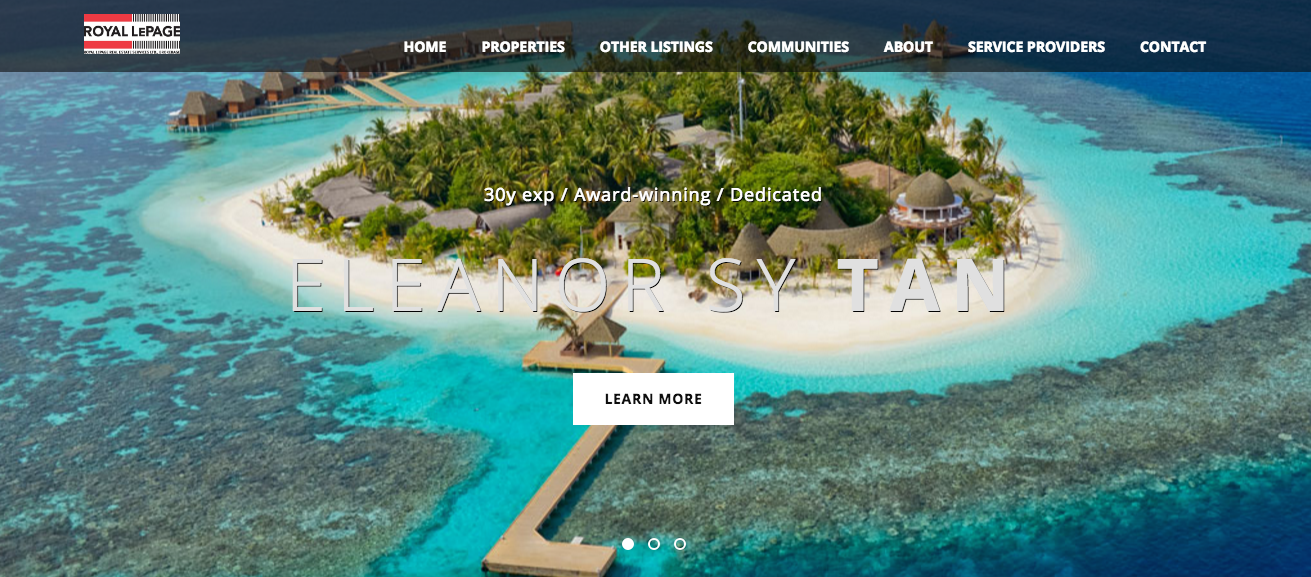 ROYAL LEPAGE
HOME PROPERTIES OTHER LISTINGS COMMUNITIES ABOUT SERVICE PROVIDERS CONTACT
30y exp / Award-winning / Dedicated
ELEANOR SY TAN
LEARN MORE